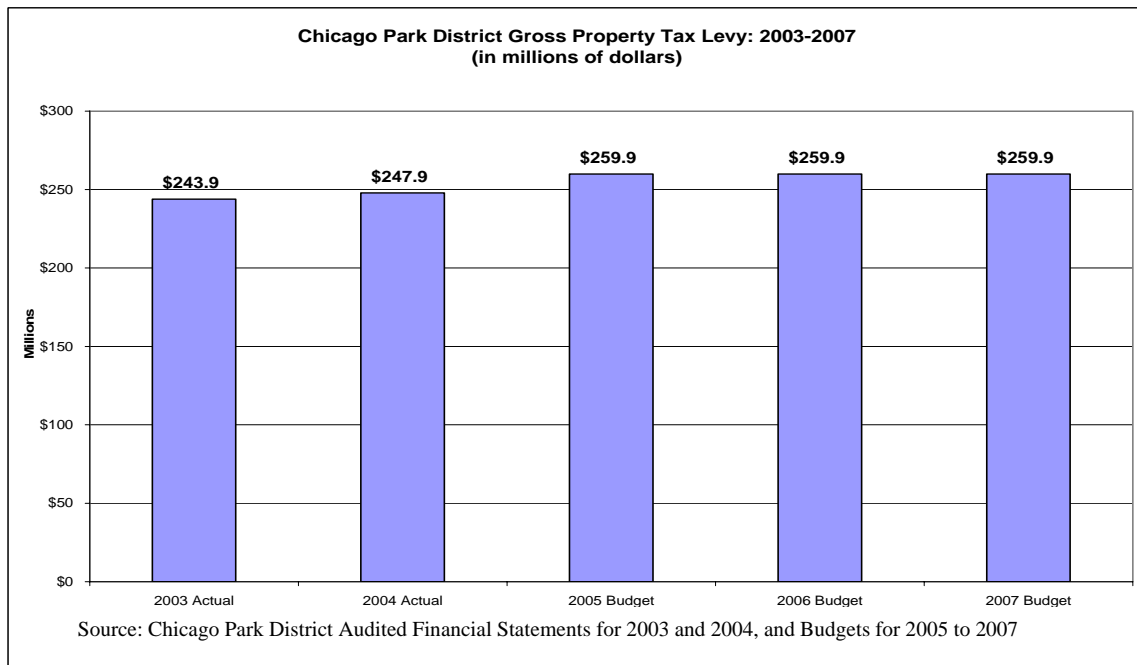 Chicago Park District Gross Property Tax Levy: 2003-2007
(in millions of dollars)
$300
$250
$200
$150
$100
$50
$0
Millions
$243.9
$247.9
$259.9
$259.9
$259.9
2003 Actual
2004 Actual
2005 Budget
2006 Budget
2007 Budget
Source: Chicago Park District Audited Financial Statements for 2003 and 2004, and Budgets for 2005 to 2007